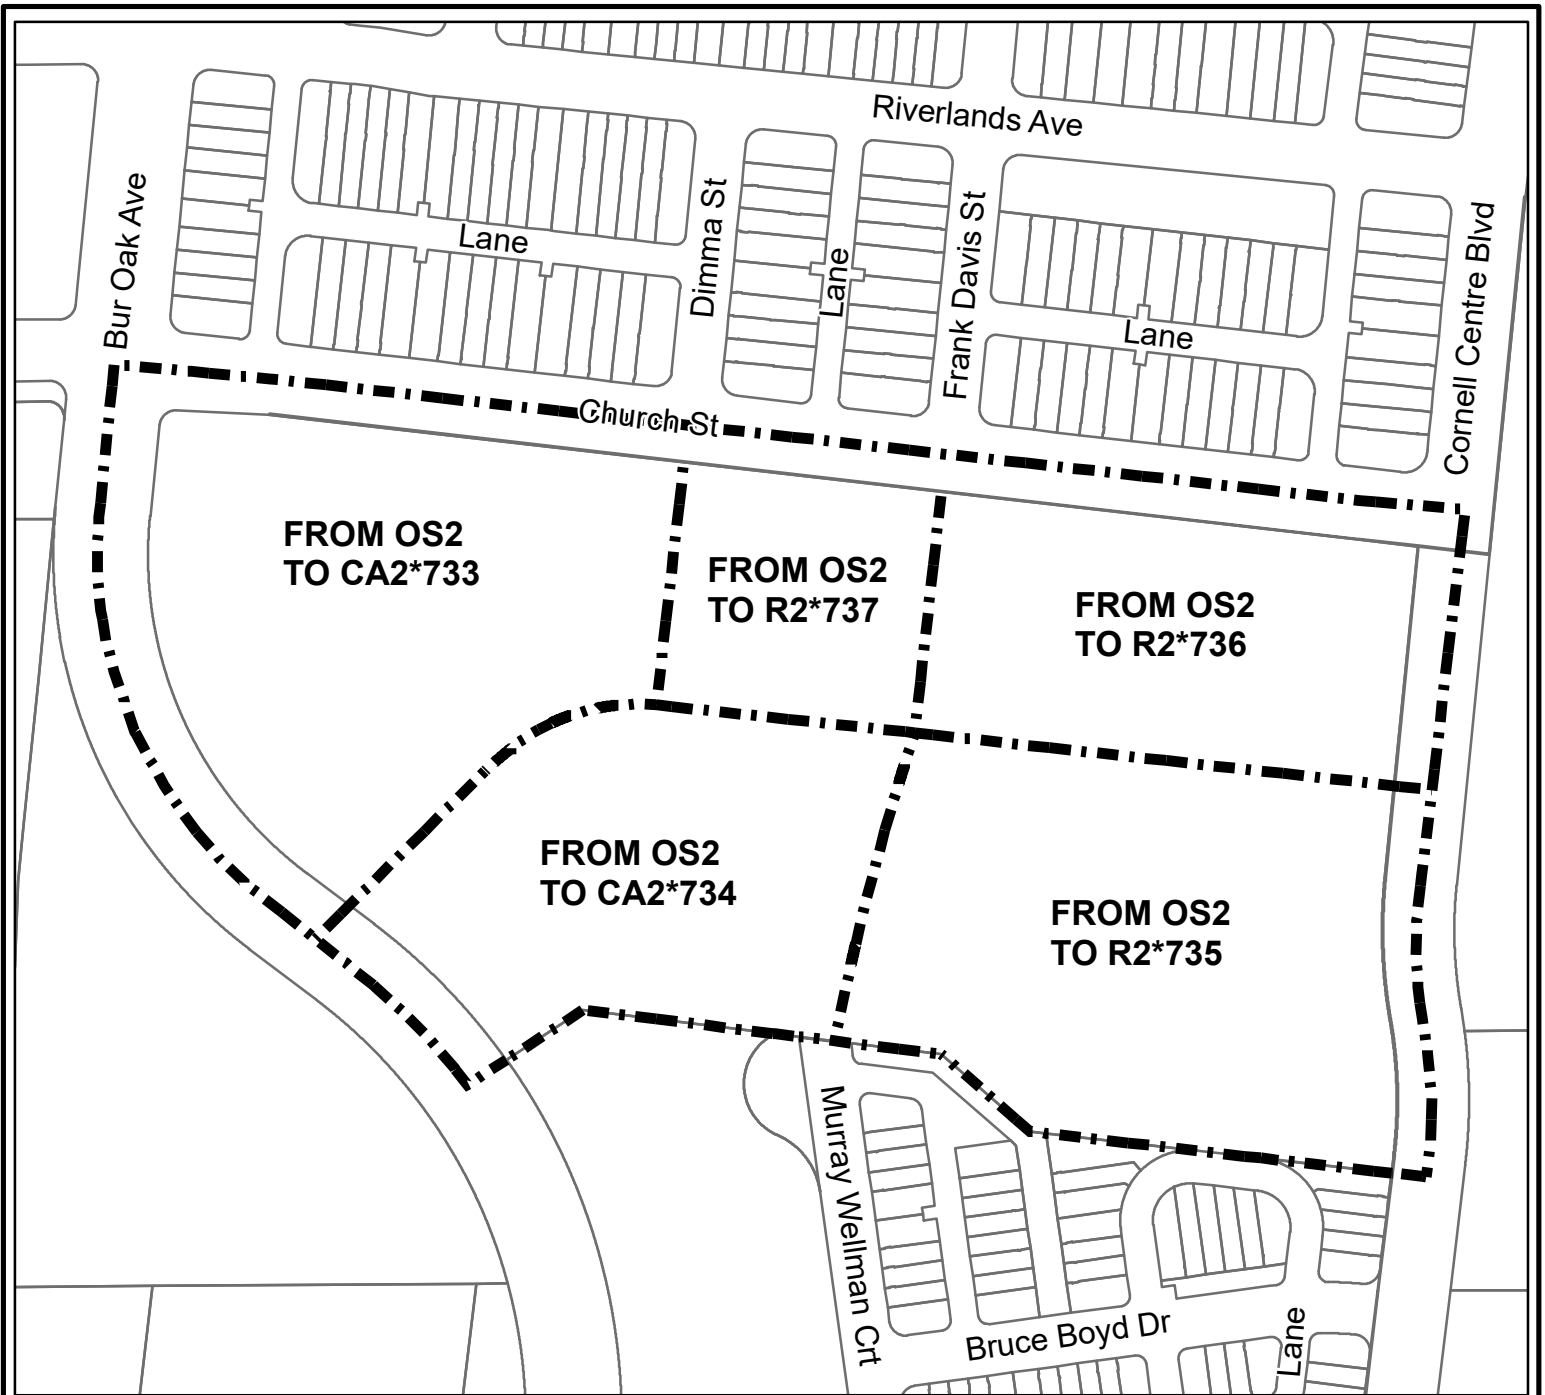 Riverlands Ave
Bur Oak Ave
Lane
Dimma St
Lane
Frank Davis St
Lane
Cornell Centre Blvd
Church St
FROM OS2
TO CA2*733
FROM OS2
TO R2*737
FROM OS2
TO R2*736
FROM OS2
TO CA2*734
FROM OS2
TO R2*735
Murray Wellman Crt
Bruce Boyd Dr
Lane